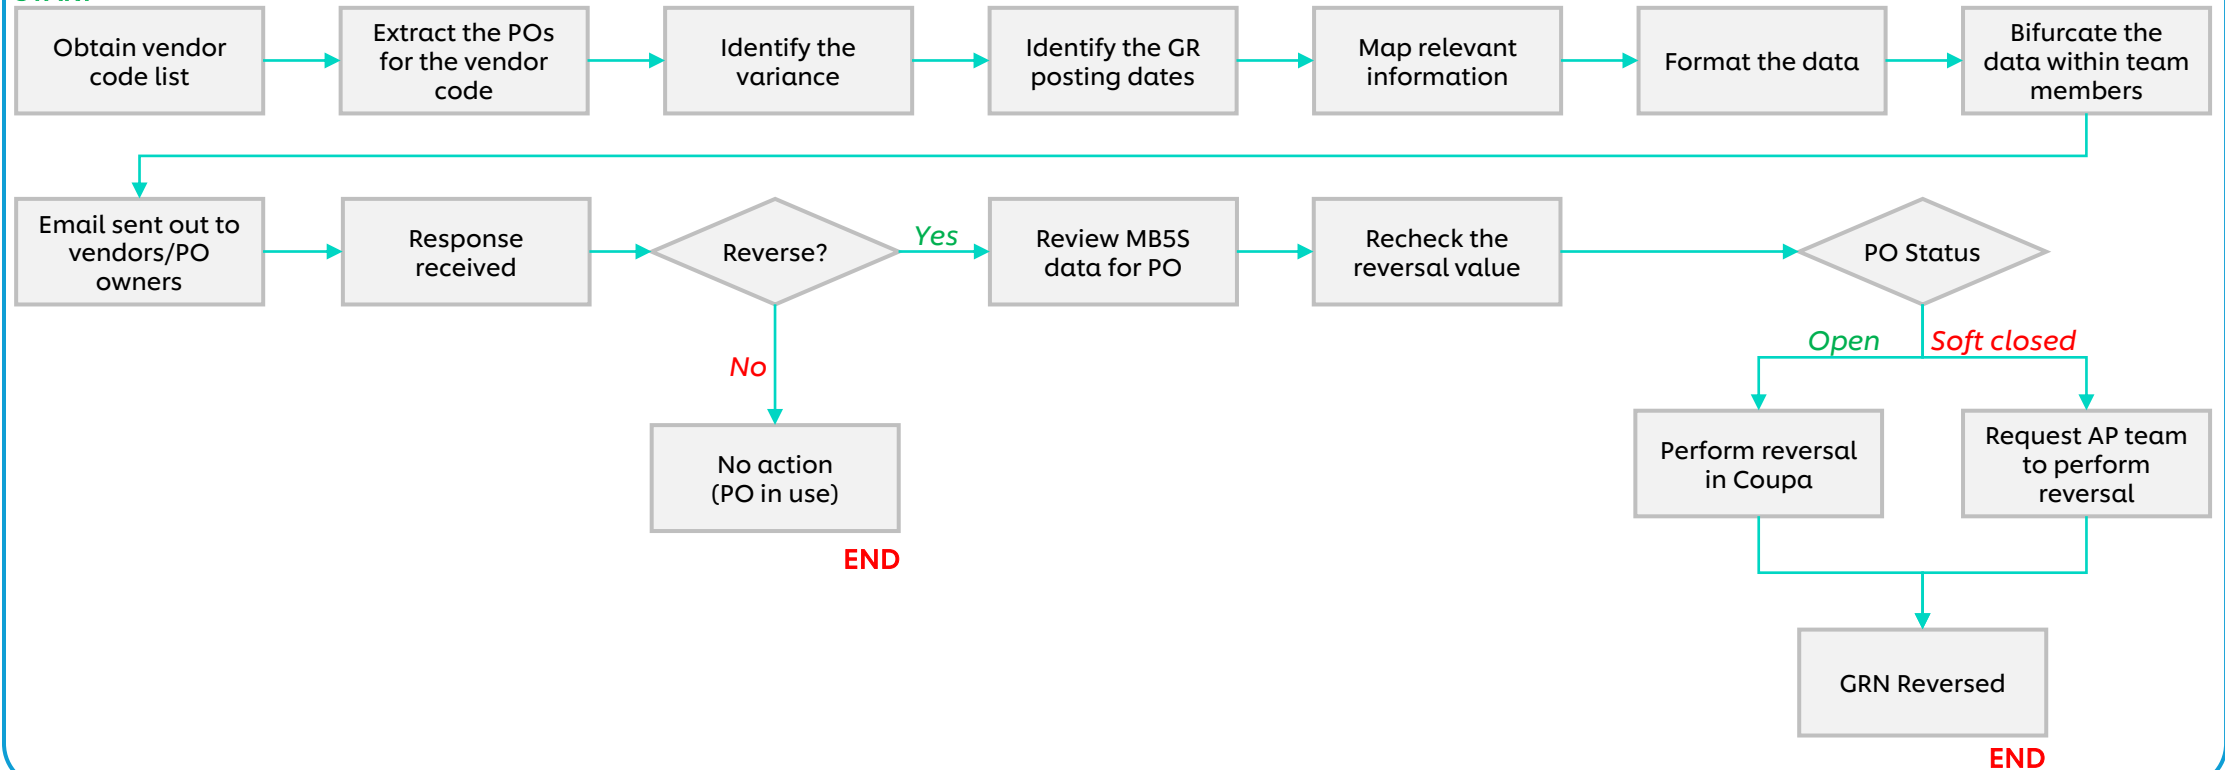 START
Obtain vendor
code list
Extract the POs
for the vendor
code
Identify the
variance
Identify the GR
posting dates
Map relevant
information
Format the data
Bifurcate the
data within team
members
Email sent out to
vendors/PO
owners
Response
received
Reverse?
Yes
Review MB5S
data for PO
Recheck the
reversal value
PO Status
No
Open
Soft closed
No action
(PO in use)
END
Perform reversal
in Coupa
Request AP team
to perform
reversal
GRN Reversed
END